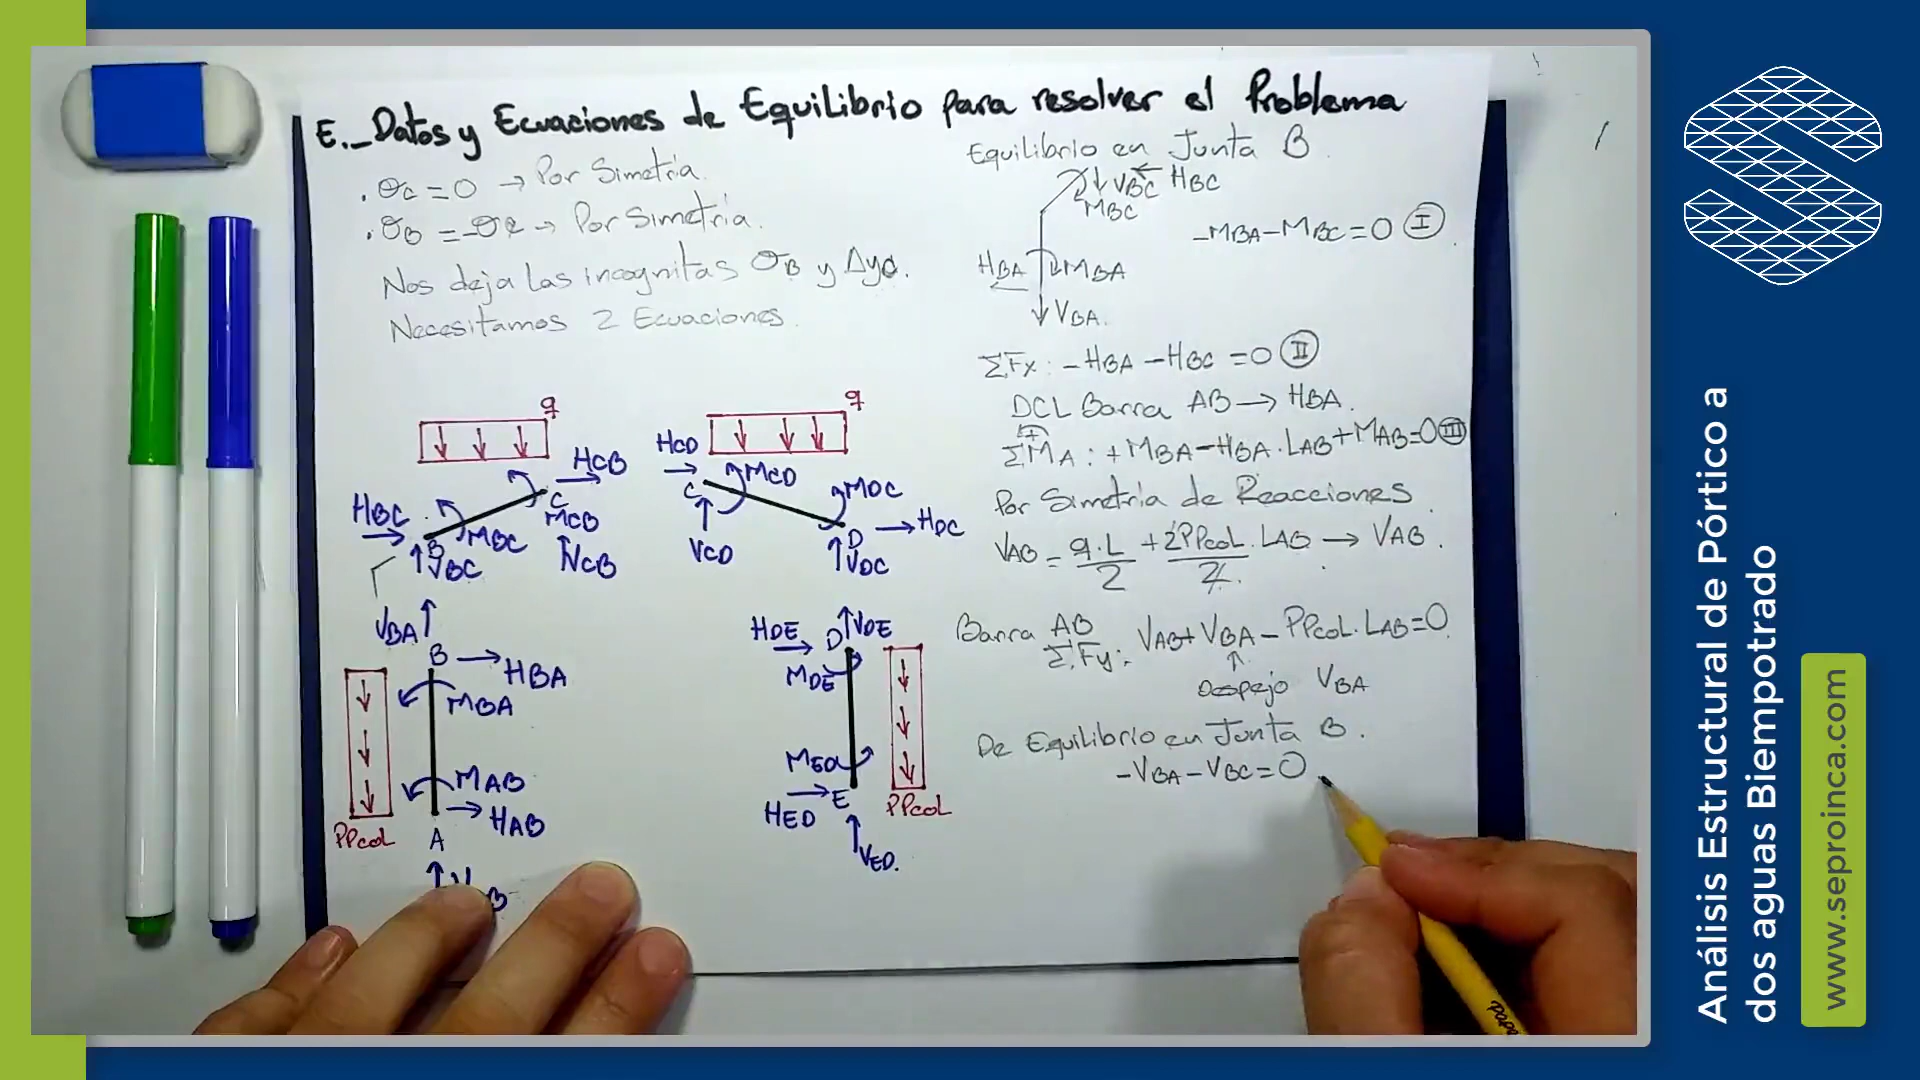 E._Datos y Ecuaciones de Equilibrio para resolver el Problema
. θC = 0 → Por Simetría.
. θB = -θD → Por Simetría.
Nos deja las incognitas θB y Δyc.
Necesitamos 2 Ecuaciones.
q
HCB
HBC
C
MCB
B
MBC
VBC
VCB
q
HCD
MCD
C
MDC
HDC
D
VCD
VDC
VBA
B
HBA
MBA
MAB
HAB
A
PPcol
HDE
VDE
D
MDE
HED
E
PPcol
VED.
Equilibrio en Junta B.
VBC HBC
MBC
-MBA-MBC=0 I
HBA MBA
VBA.
ΣFx: -HBA -HBC =0 II
DCL Barra AB → HBA.
ΣMA: +MBA-HBA.LAB+MAB=0 III
Por Simetría de Reacciones.
VAB = q.L/2 + 2PPcol.LAB/2 → VAB.
Barra AB
ΣFy: VAB+VBA-PPcol.LAB=0.
Despejo VBA
De Equilibrio en Junta B.
-VBA-VBC=0
Análisis Estructural de Pórtico a
dos aguas Biempotrado
www.seproinca.com